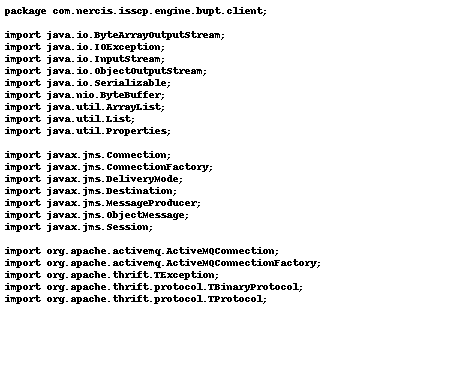 package com.nercis.isscp.engine.bupt.client;
import java.io.ByteArrayOutputStream;
import java.io.IOException;
import java.io.InputStream;
import java.io.ObjectOutputStream;
import java.io.Serializable;
import java.nio.ByteBuffer;
import java.util.ArrayList;
import java.util.List;
import java.util.Properties;
import javax.jms.Connection;
import javax.jms.ConnectionFactory;
import javax.jms.DeliveryMode;
import javax.jms.Destination;
import javax.jms.MessageProducer;
import javax.jms.ObjectMessage;
import javax.jms.Session;
import org.apache.activemq.ActiveMQConnection;
import org.apache.activemq.ActiveMQConnectionFactory;
import org.apache.thrift.TException;
import org.apache.thrift.protocol.TBinaryProtocol;
import org.apache.thrift.protocol.TProtocol;